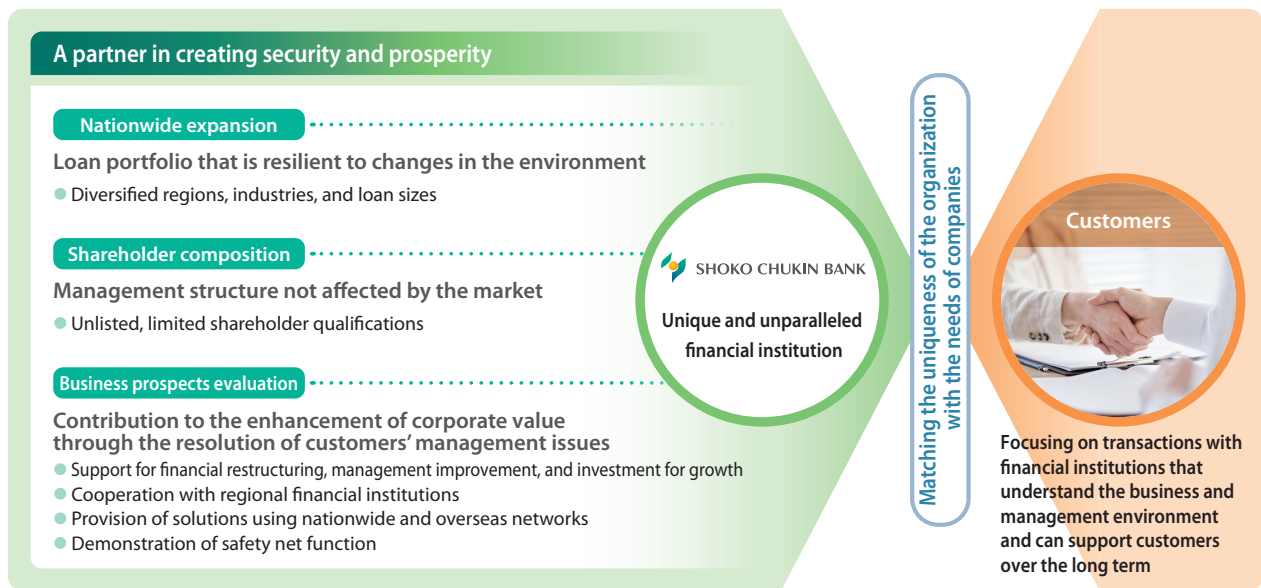 A partner in creating security and prosperity
Nationwide expansion
Loan portfolio that is resilient to changes in the environment
Diversified regions, industries, and loan sizes
Shareholder composition
Management structure not affected by the market
Unlisted, limited shareholder qualifications
Business prospects evaluation
Contribution to the enhancement of corporate value
through the resolution of customers' management issues
Support for financial restructuring, management improvement, and investment for growth
Cooperation with regional financial institutions
Provision of solutions using nationwide and overseas networks
Demonstration of safety net function
SHOKO CHUKIN BANK
Unique and unparalleled
financial institution
Matching the uniqueness of the organization
with the needs of companies
Customers
Focusing on transactions with
financial institutions that
understand the business and
management environment
and can support customers
over the long term